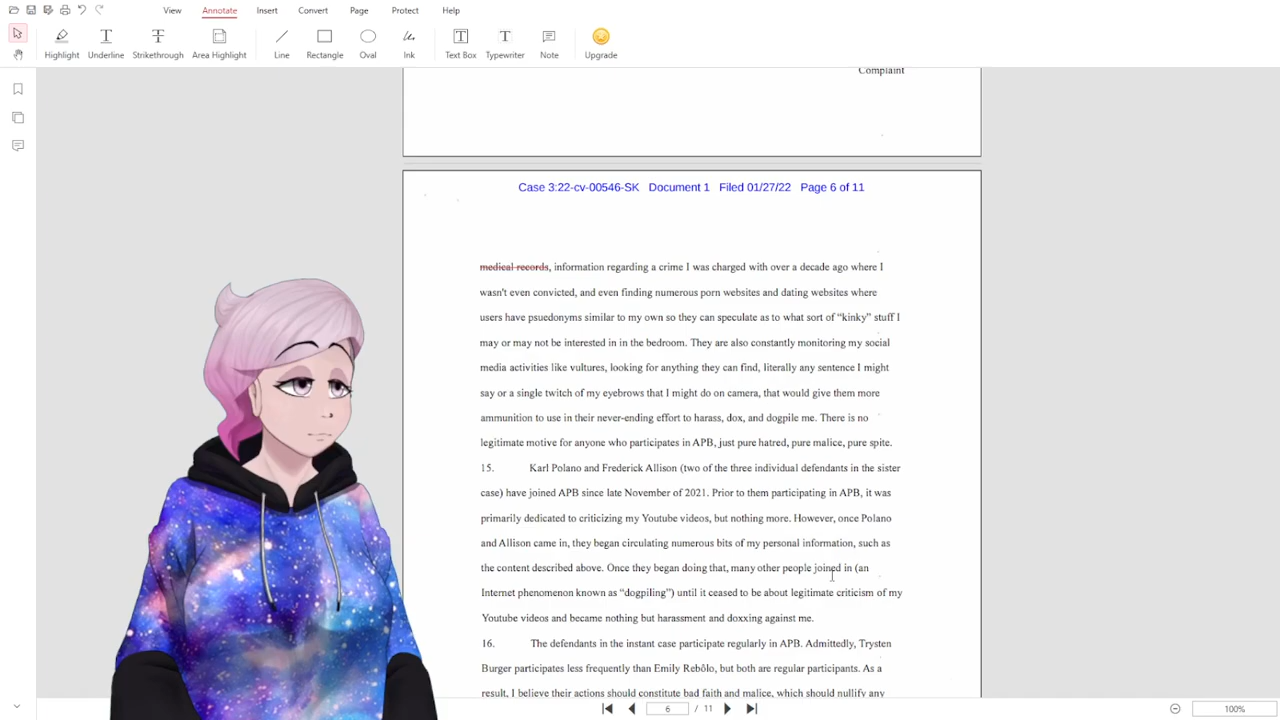 View Annotate Insert Convert Page Protect Help
Highlight Underline Strikethrough Area Highlight Line Rectangle Oval Ink Text Box Typewriter Note Upgrade
Complaint
Case 3:22-cv-00546-SK Document 1 Filed 01/27/22 Page 6 of 11
medical records, information regarding a crime I was charged with over a decade ago where I
wasn't even convicted, and even finding numerous porn websites and dating websites where
users have psuedonyms similar to my own so they can speculate as to what sort of “kinky” stuff I
may or may not be interested in in the bedroom. They are also constantly monitoring my social
media activities like vultures, looking for anything they can find, literally any sentence I might
say or a single twitch of my eyebrows that I might do on camera, that would give them more
ammunition to use in their never-ending effort to harass, dox, and dogpile me. There is no
legitimate motive for anyone who participates in APB, just pure hatred, pure malice, pure spite.
15. Karl Polano and Frederick Allison (two of the three individual defendants in the sister
case) have joined APB since late November of 2021. Prior to them participating in APB, it was
primarily dedicated to criticizing my Youtube videos, but nothing more. However, once Polano
and Allison came in, they began circulating numerous bits of my personal information, such as
the content described above. Once they began doing that, many other people joined in (an
Internet phenomenon known as “dogpiling”) until it ceased to be about legitimate criticism of my
Youtube videos and became nothing but harassment and doxxing against me.
16. The defendants in the instant case participate regularly in APB. Admittedly, Trysten
Burger participates less frequently than Emily Rebôlo, but both are regular participants. As a
result, I believe their actions should constitute bad faith and malice, which should nullify any
6 / 11
100%